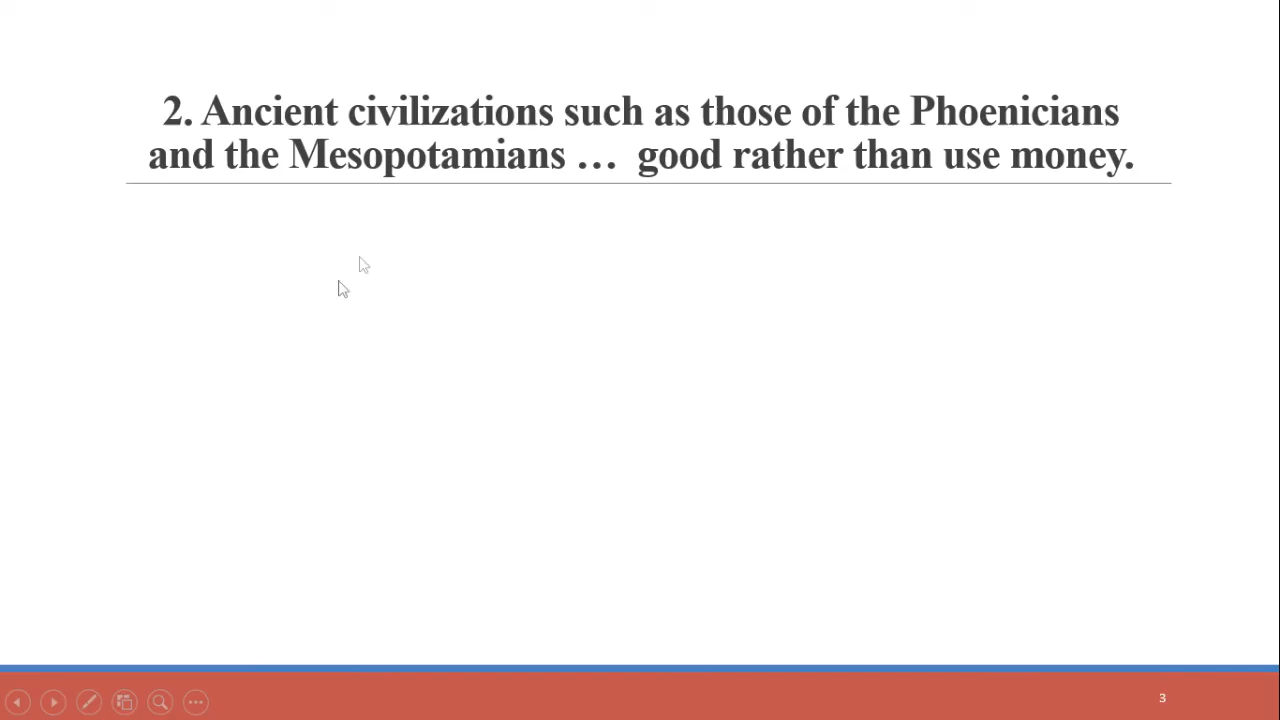 2. Ancient civilizations such as those of the Phoenicians
and the Mesopotamians … good rather than use money.
3